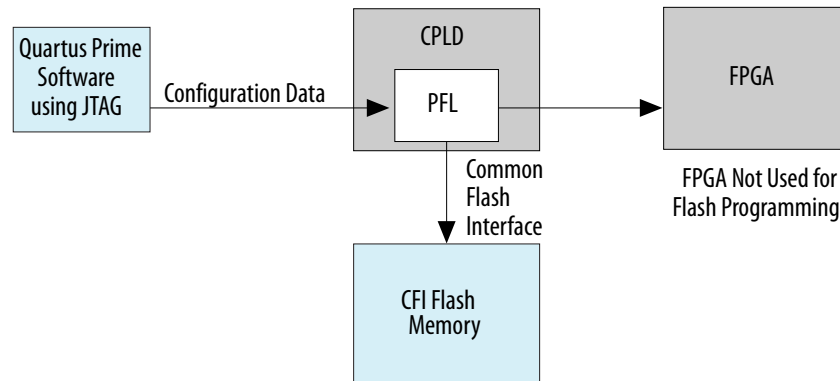 Quartus Prime
Software
using JTAG
Configuration Data
CPLD
PFL
FPGA
Common
Flash
Interface
FPGA Not Used for
Flash Programming
CFI Flash
Memory